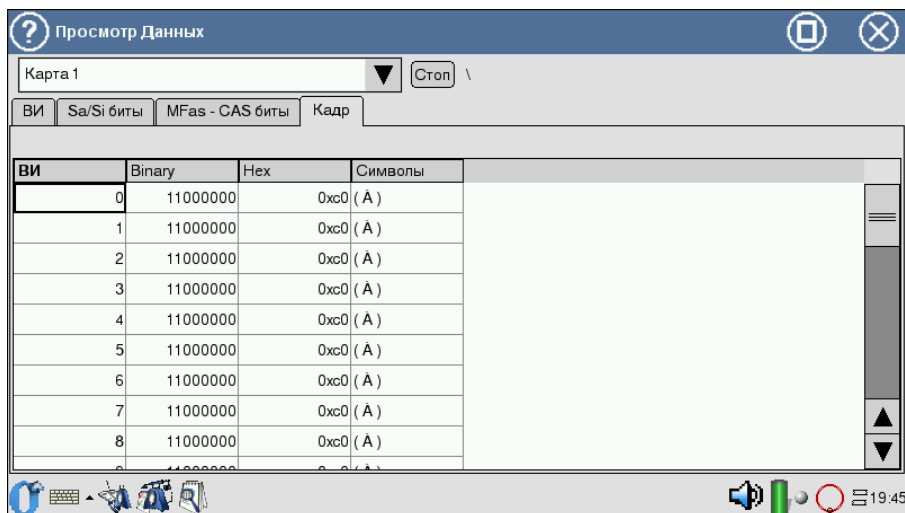 Просмотр Данных
Карта 1 Стоп \
ВИ Sa/Si биты MFas - CAS биты Кадр
ВИ Binary Hex Символы
0 11000000 0xc0 ( À )
1 11000000 0xc0 ( À )
2 11000000 0xc0 ( À )
3 11000000 0xc0 ( À )
4 11000000 0xc0 ( À )
5 11000000 0xc0 ( À )
6 11000000 0xc0 ( À )
7 11000000 0xc0 ( À )
8 11000000 0xc0 ( À )
19:45